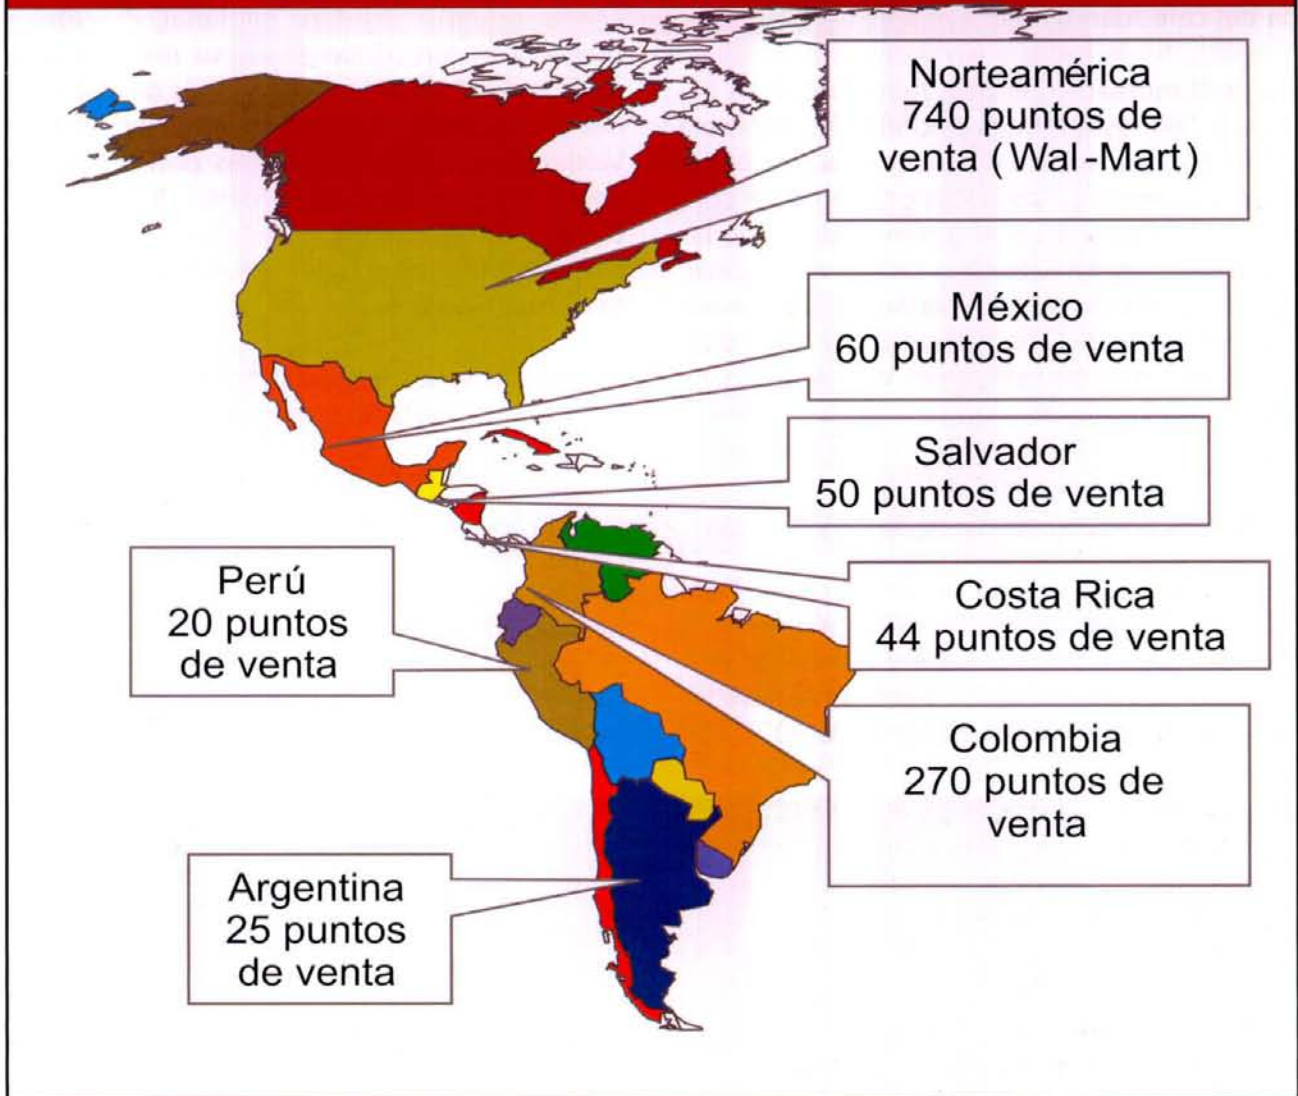 Norteamérica
740 puntos de
venta (Wal-Mart)
México
60 puntos de venta
Salvador
50 puntos de venta
Costa Rica
44 puntos de venta
Perú
20 puntos
de venta
Colombia
270 puntos de
venta
Argentina
25 puntos
de venta